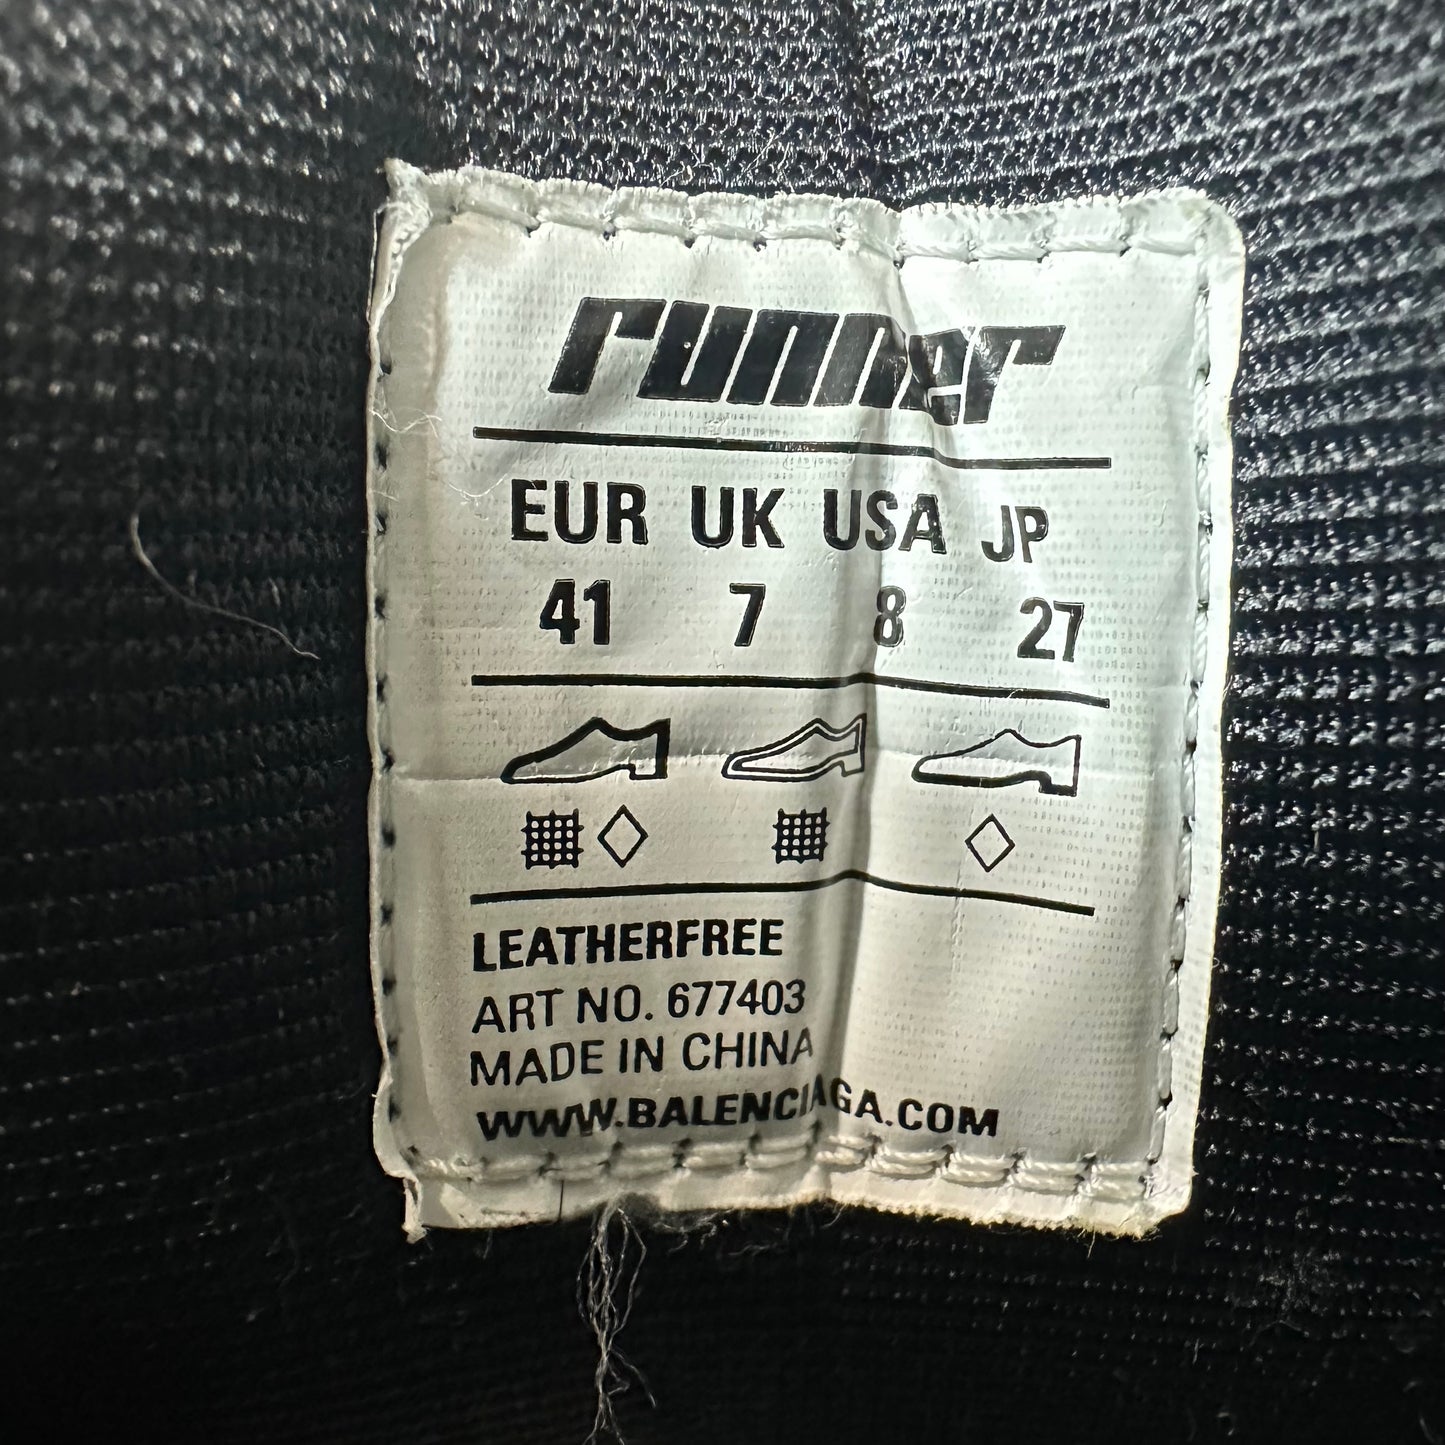 runner
EUR UK USA JP
41 7 8 27
LEATHERFREE
ART NO. 677403
MADE IN CHINA
WWW.BALENCIAGA.COM